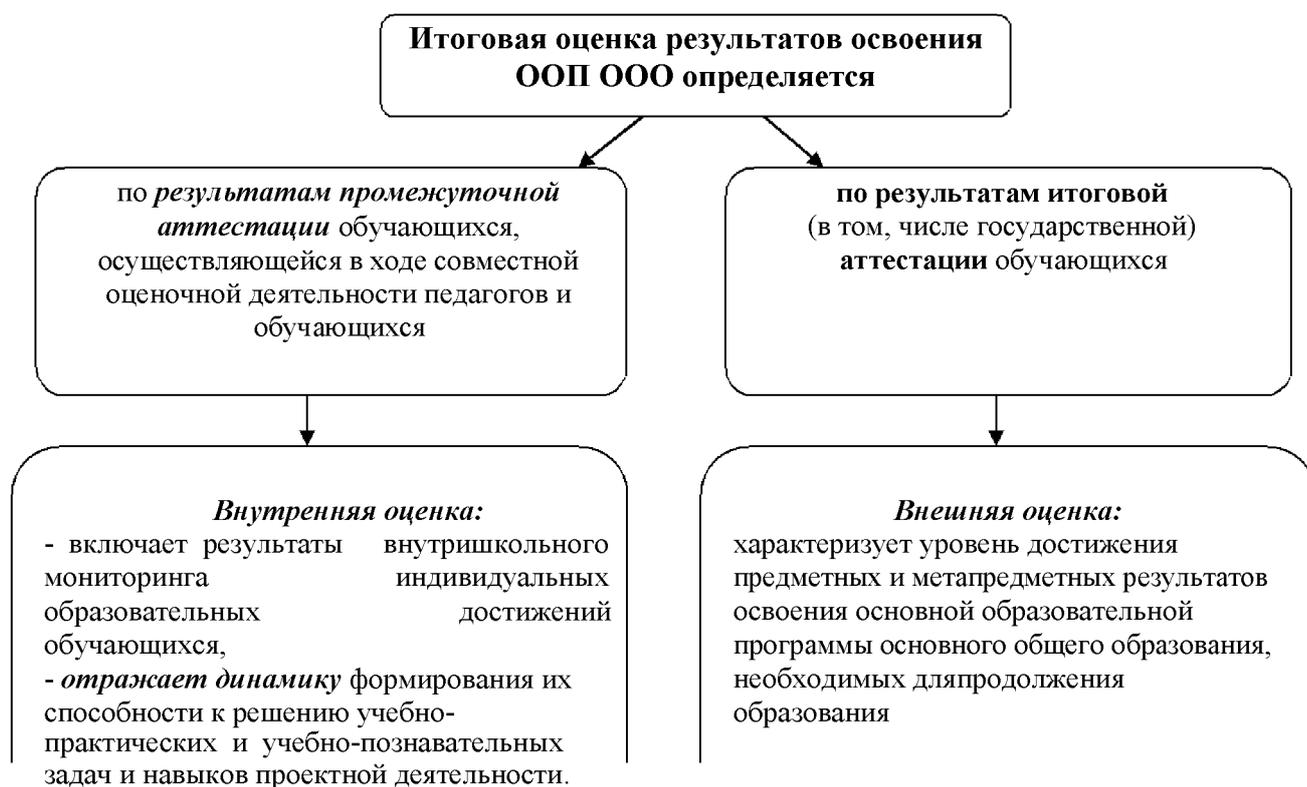 Итоговая оценка результатов освоения
ООП ООО определяется
по результатам промежуточной
аттестации обучающихся,
осуществляющейся в ходе совместной
оценочной деятельности педагогов и
обучающихся
по результатам итоговой
(в том, числе государственной)
аттестации обучающихся
Внутренняя оценка:
- включает результаты внутришкольного
мониторинга индивидуальных
образовательных достижений
обучающихся,
- отражает динамику формирования их
способности к решению учебно-
практических и учебно-познавательных
задач и навыков проектной деятельности.
Внешняя оценка:
характеризует уровень достижения
предметных и метапредметных результатов
освоения основной образовательной
программы основного общего образования,
необходимых дляпродолжения
образования